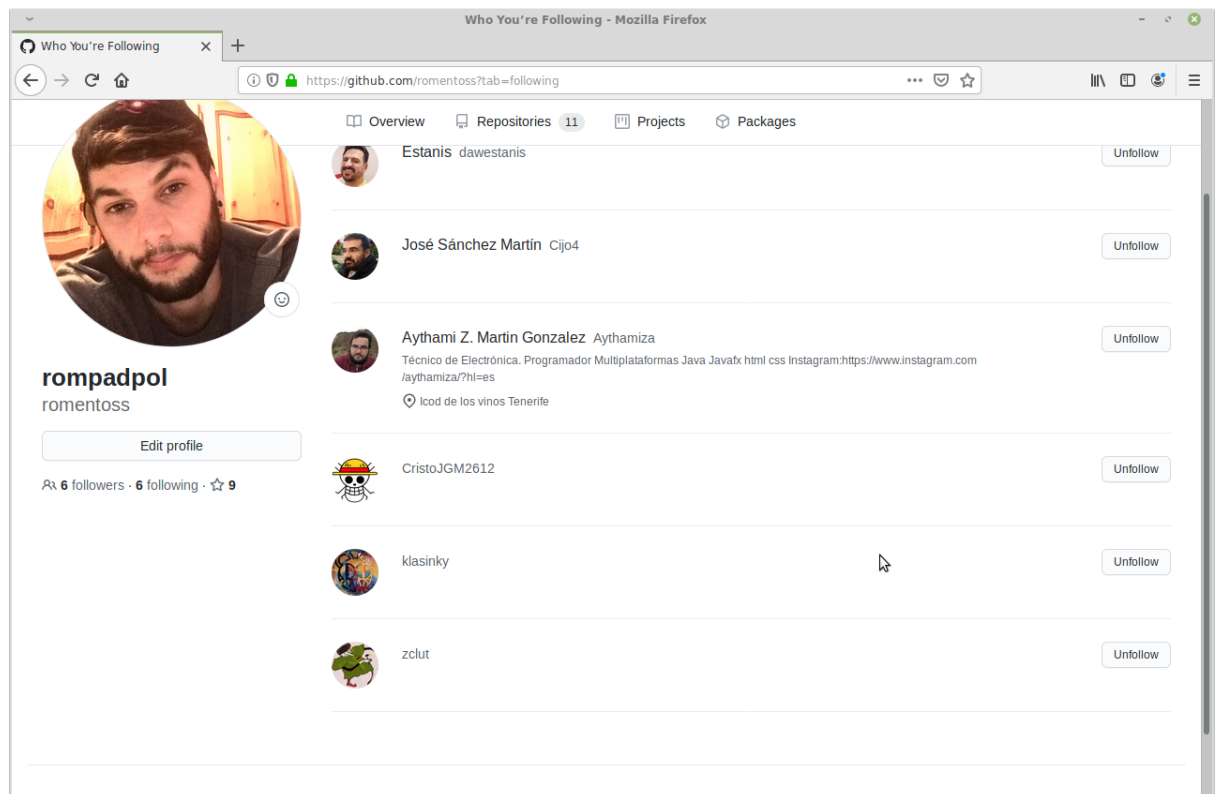 Who You're Following - Mozilla Firefox
Who You're Following
https://github.com/romentoss?tab=following
Overview Repositories 11 Projects Packages
rompadpol
romentoss
Edit profile
6 followers · 6 following · 9
Estanis dawestanis
Unfollow
José Sánchez Martín Cijo4
Unfollow
Aythami Z. Martin Gonzalez Aythamiza
Unfollow
Técnico de Electrónica. Programador Multiplataformas Java Javafx html css Instagram:https://www.instagram.com
/aythamiza/?hl=es
Icod de los vinos Tenerife
CristoJGM2612
Unfollow
klasinky
Unfollow
zclut
Unfollow